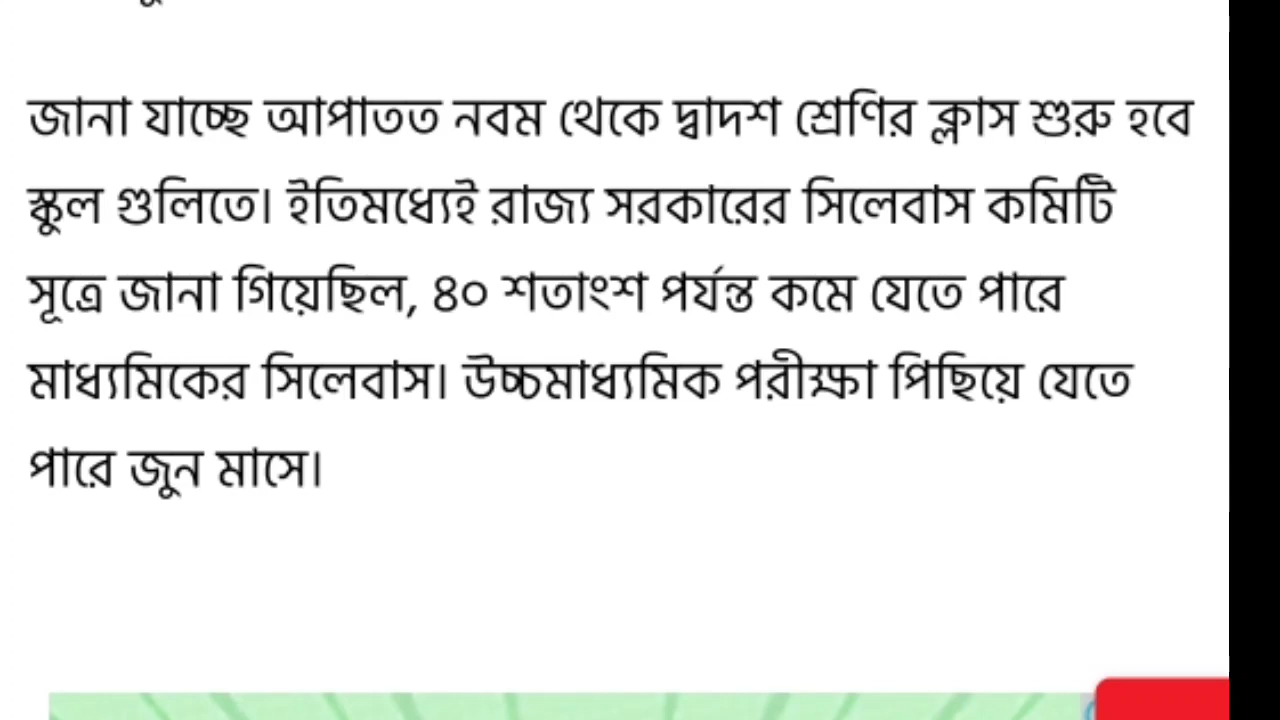 জানা যাচ্ছে আপাতত নবম থেকে দ্বাদশ শ্রেণির ক্লাস শুরু হবে
স্কুল গুলিতে। ইতিমধ্যেই রাজ্য সরকারের সিলেবাস কমিটি
সূত্রে জানা গিয়েছিল, ৪০ শতাংশ পর্যন্ত কমে যেতে পারে
মাধ্যমিকের সিলেবাস। উচ্চমাধ্যমিক পরীক্ষা পিছিয়ে যেতে
পারে জুন মাসে।